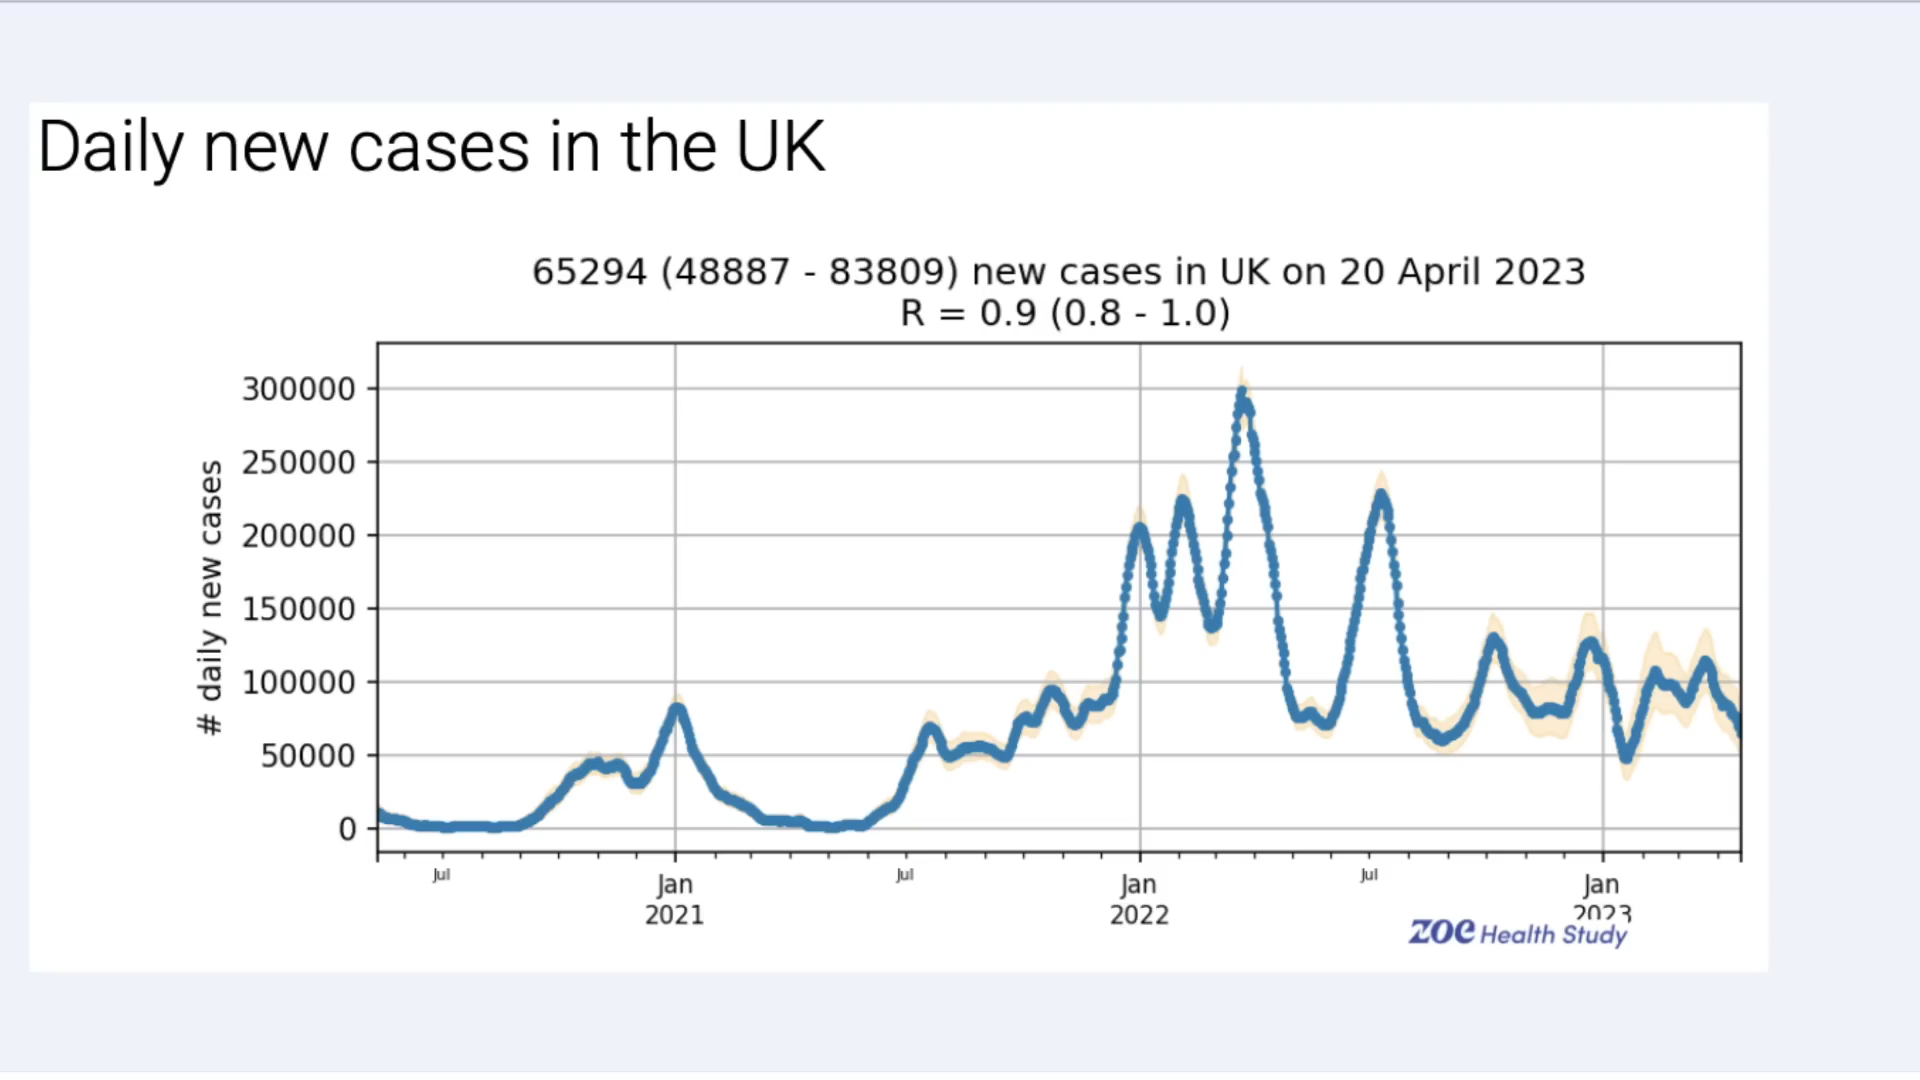 Daily new cases in the UK
65294 (48887 - 83809) new cases in UK on 20 April 2023
R = 0.9 (0.8 - 1.0)
# daily new cases
300000
250000
200000
150000
100000
50000
0
Jul
Jan
2021
Jul
Jan
2022
Jul
Jan
2023
ZOE Health Study